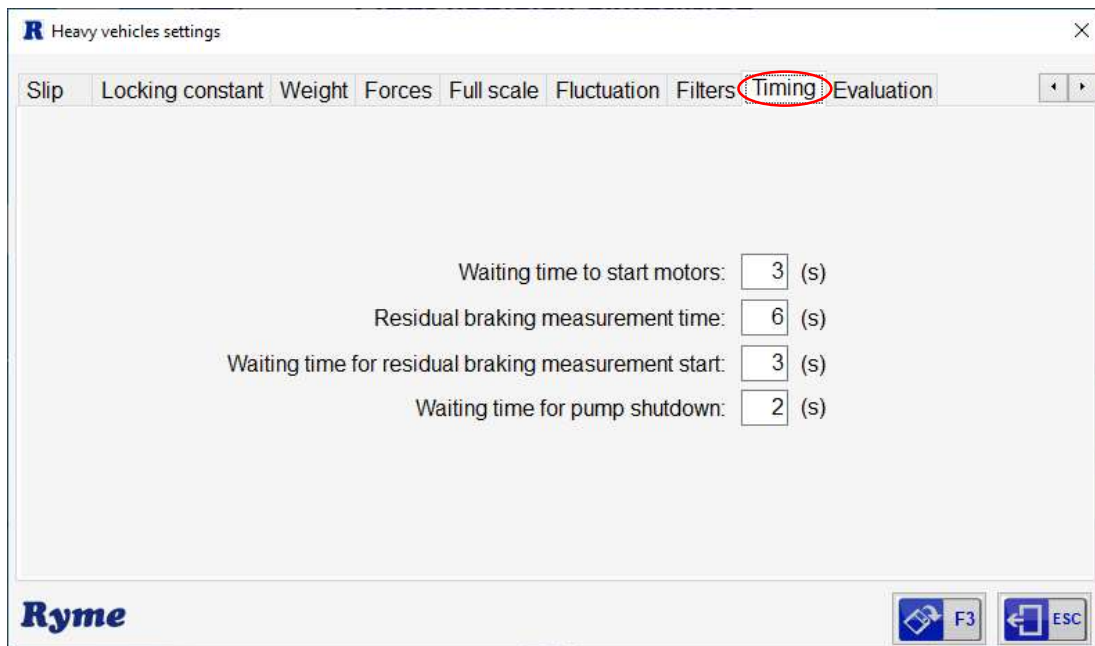 R Heavy vehicles settings
Slip Locking constant Weight Forces Full scale Fluctuation Filters Timing Evaluation
Waiting time to start motors: 3 (s)
Residual braking measurement time: 6 (s)
Waiting time for residual braking measurement start: 3 (s)
Waiting time for pump shutdown: 2 (s)
Ryme F3 ESC